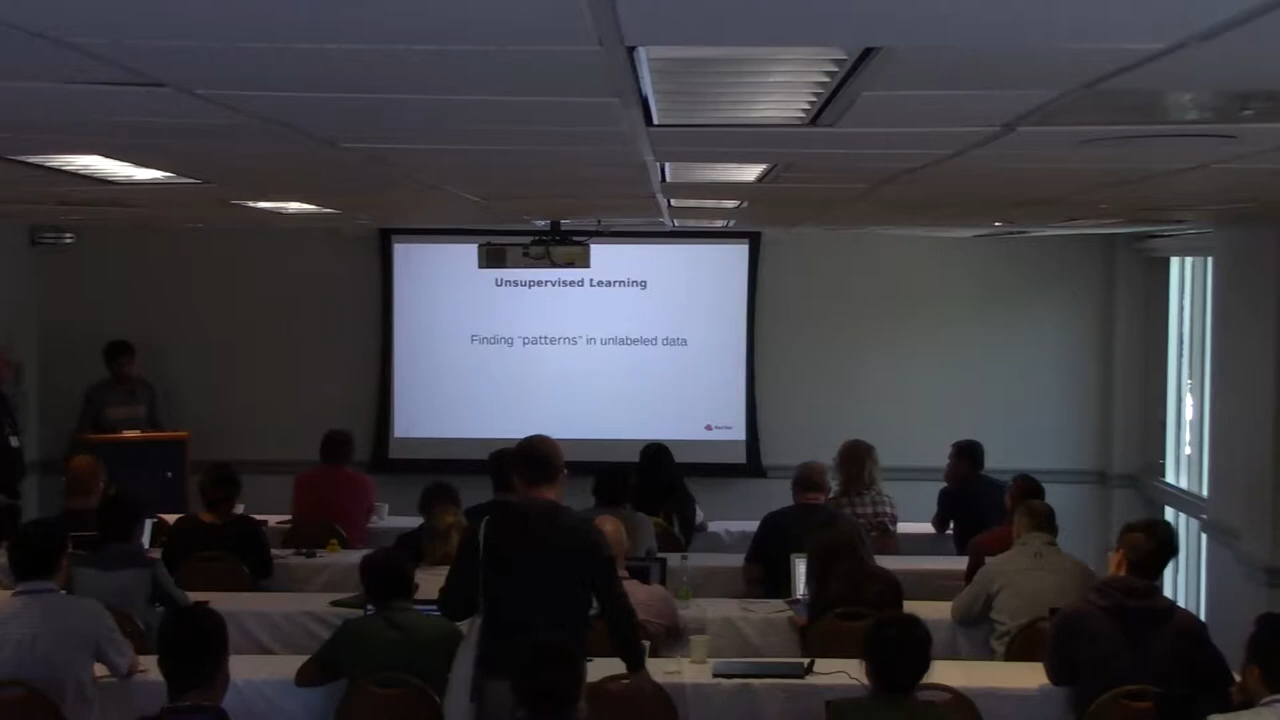 Unsupervised Learning
Finding "patterns" in unlabeled data